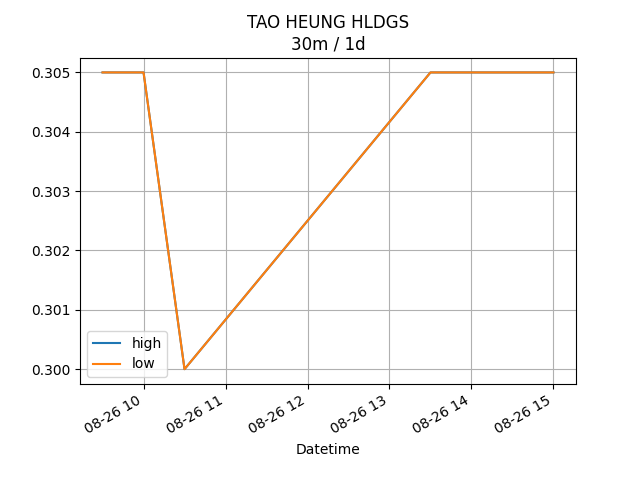 TAO HEUNG HLDGS
30m / 1d
0.305
0.304
0.303
0.302
0.301
0.300
high
low
08-26 10
08-26 11
08-26 12
08-26 13
08-26 14
08-26 15
Datetime